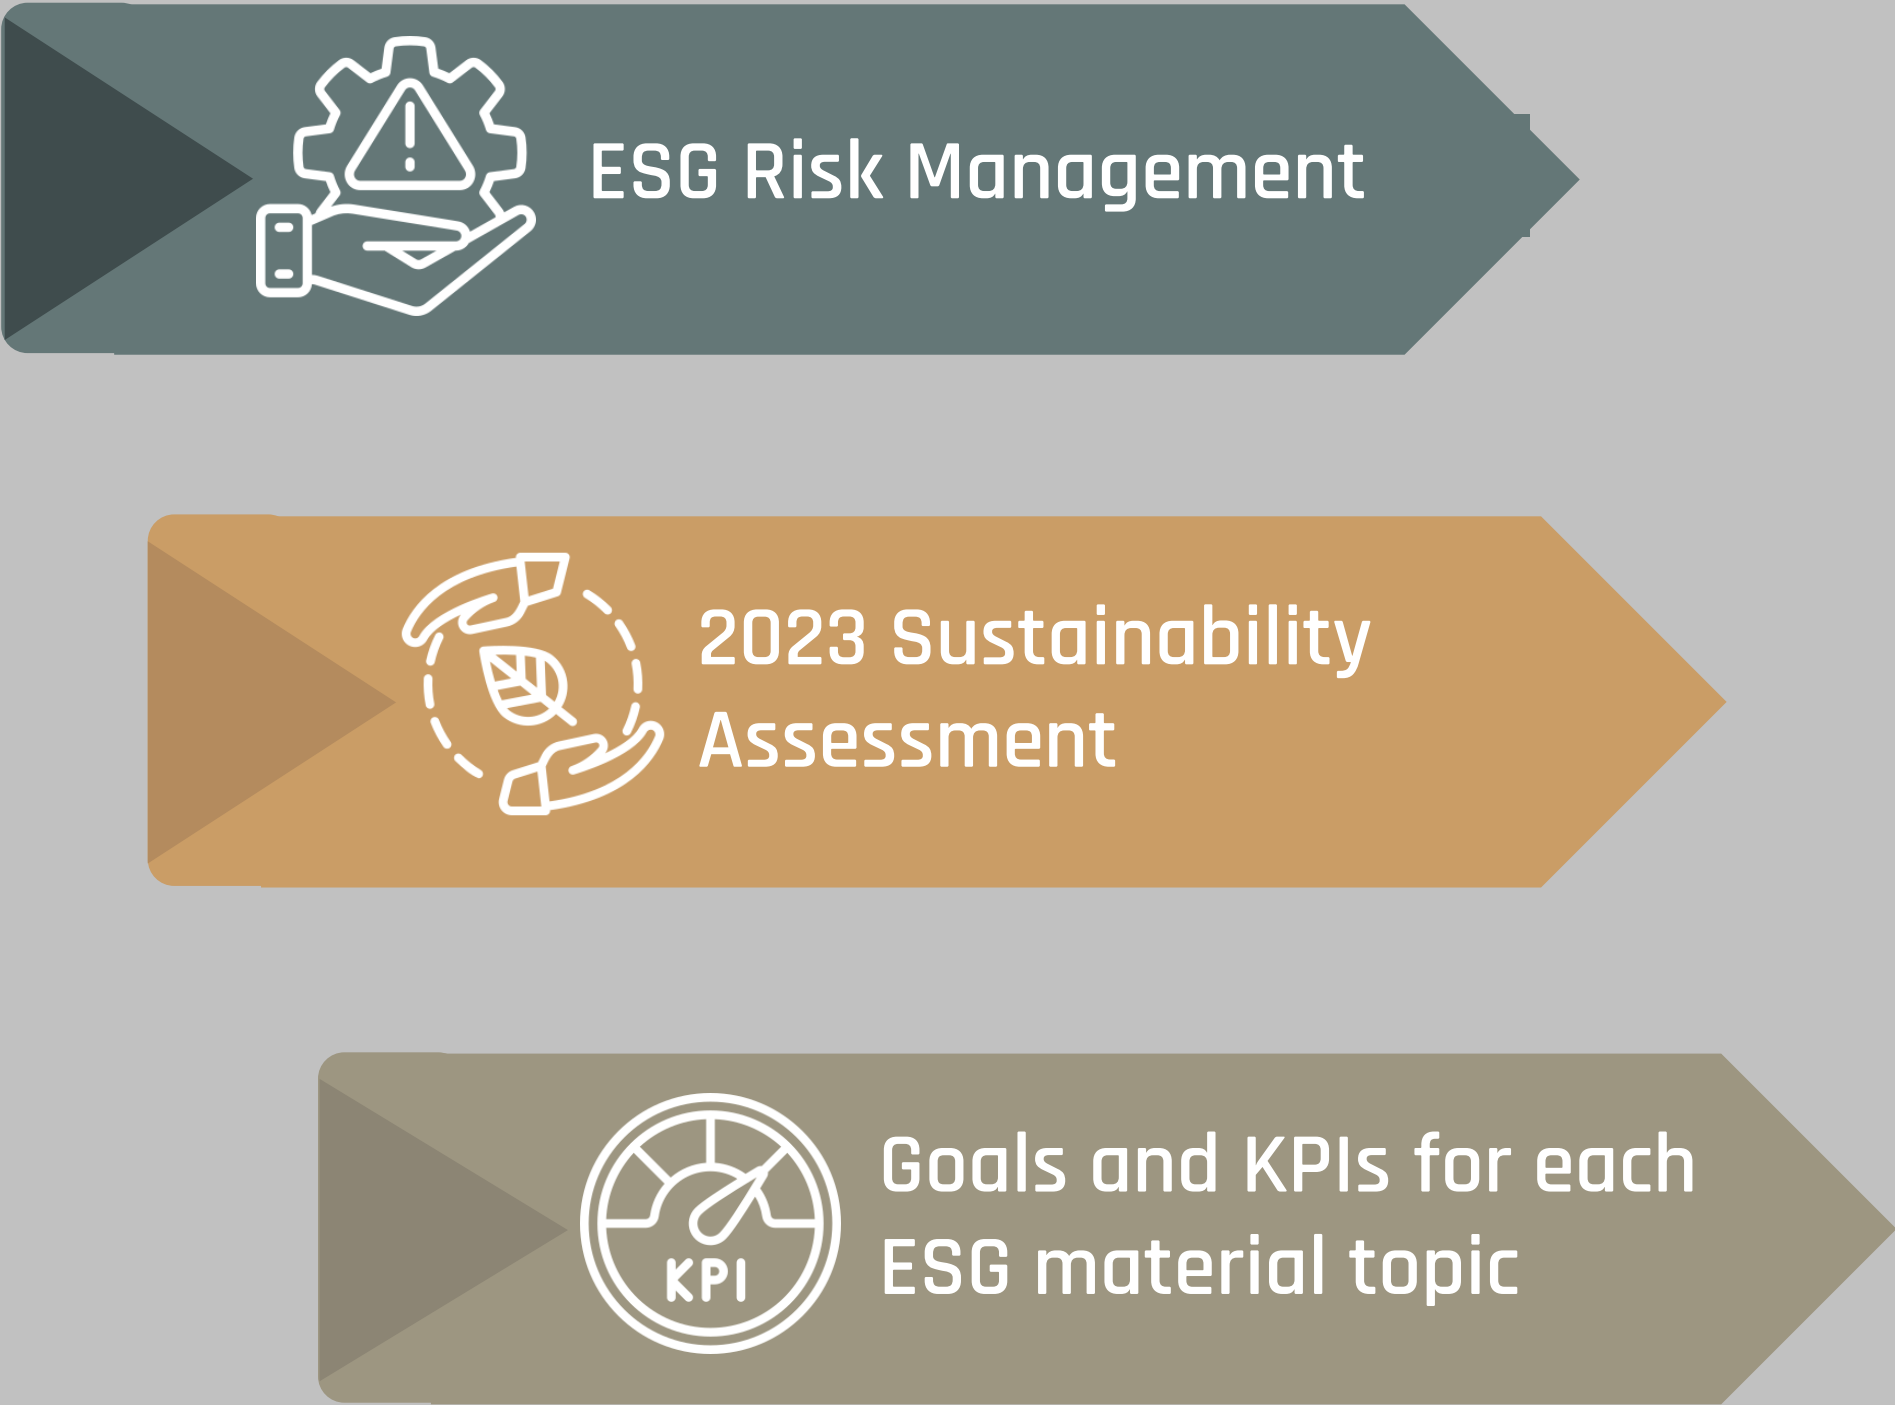 ESG Risk Management
2023 Sustainability
Assessment
Goals and KPIs for each
ESG material topic
KPI